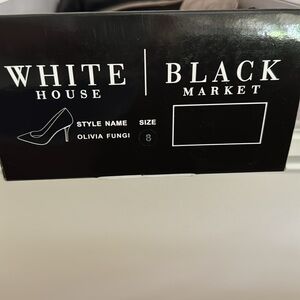 WHITE | BLACK
HOUSE MARKET
STYLE NAME SIZE
OLIVIA FUNGI 8